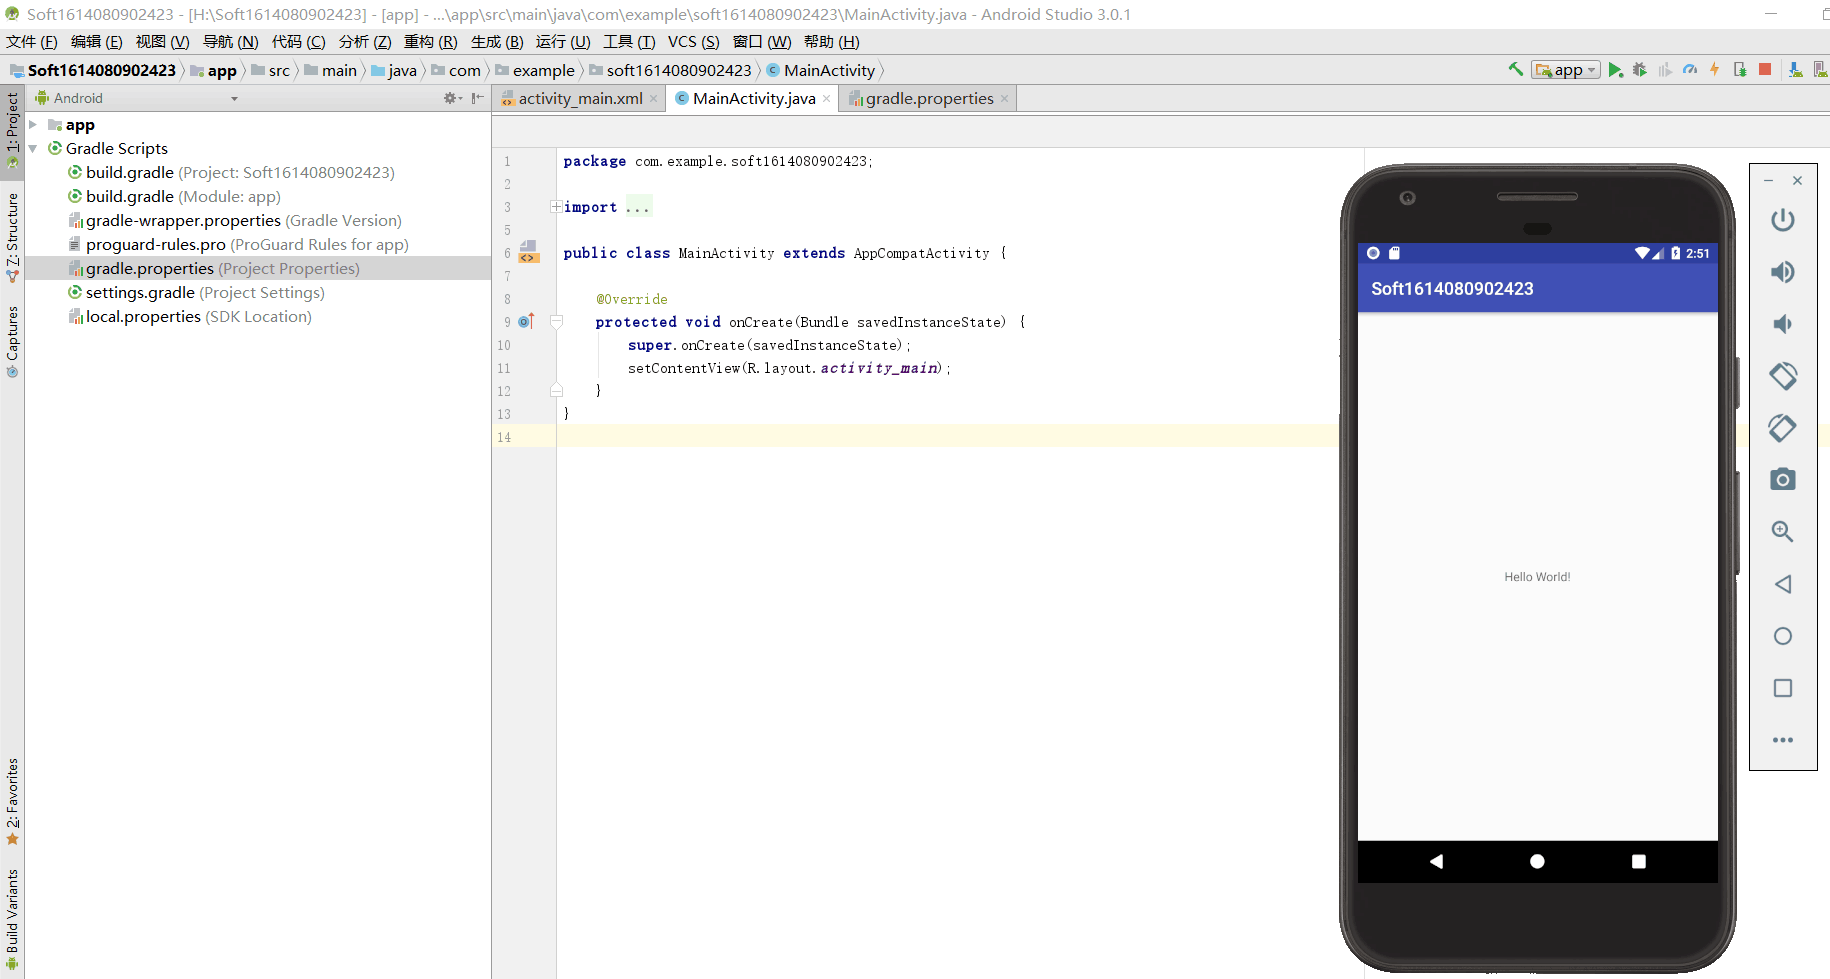 Soft1614080902423 - [H:\Soft1614080902423] - [app] - ...\app\src\main\java\com\example\soft1614080902423\MainActivity.java - Android Studio 3.0.1
文件 (F) 编辑 (E) 视图 (V) 导航 (N) 代码 (C) 分析 (Z) 重构 (R) 生成 (B) 运行 (U) 工具 (T) VCS (S) 窗口 (W) 帮助 (H)
Soft1614080902423 app src main java com example soft1614080902423 MainActivity app
Android
activity_main.xml MainActivity.java gradle.properties
1: Project
7: Structure
Captures
2: Favorites
Build Variants
app
Gradle Scripts
build.gradle (Project: Soft1614080902423)
build.gradle (Module: app)
gradle-wrapper.properties (Gradle Version)
proguard-rules.pro (ProGuard Rules for app)
gradle.properties (Project Properties)
settings.gradle (Project Settings)
local.properties (SDK Location)
1 package com.example.soft1614080902423;
2
3 import ...
5
6 public class MainActivity extends AppCompatActivity {
7
8 @Override
9 protected void onCreate(Bundle savedInstanceState) {
10 super.onCreate(savedInstanceState);
11 setContentView(R.layout.activity_main);
12 }
13 }
14
2:51
Soft1614080902423
Hello World!